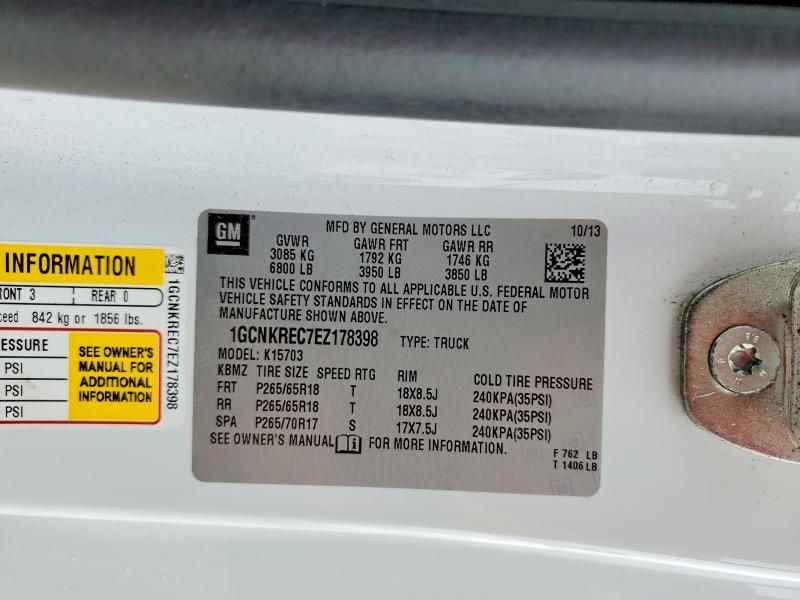 INFORMATION
RONT 3 REAR 0
ceed 842 kg or 1856 lbs.
ESSURE
PSI
PSI
PSI
SEE OWNER'S
MANUAL FOR
ADDITIONAL
INFORMATION
1GCNKREC7EZ178398
GM
MFD BY GENERAL MOTORS LLC 10/13
GVWR GAWR FRT GAWR RR
3085 KG 1792 KG 1746 KG
6800 LB 3950 LB 3850 LB
THIS VEHICLE CONFORMS TO ALL APPLICABLE U.S. FEDERAL MOTOR
VEHICLE SAFETY STANDARDS IN EFFECT ON THE DATE OF
MANUFACTURE SHOWN ABOVE.
1GCNKREC7EZ178398 TYPE: TRUCK
MODEL: K15703
KBMZ TIRE SIZE SPEED RTG RIM COLD TIRE PRESSURE
FRT P265/65R18 T 18X8.5J 240KPA(35PSI)
RR P265/65R18 T 18X8.5J 240KPA(35PSI)
SPA P265/70R17 S 17X7.5J 240KPA(35PSI)
SEE OWNER'S MANUAL FOR MORE INFORMATION.
F 762 LB
T 1406 LB